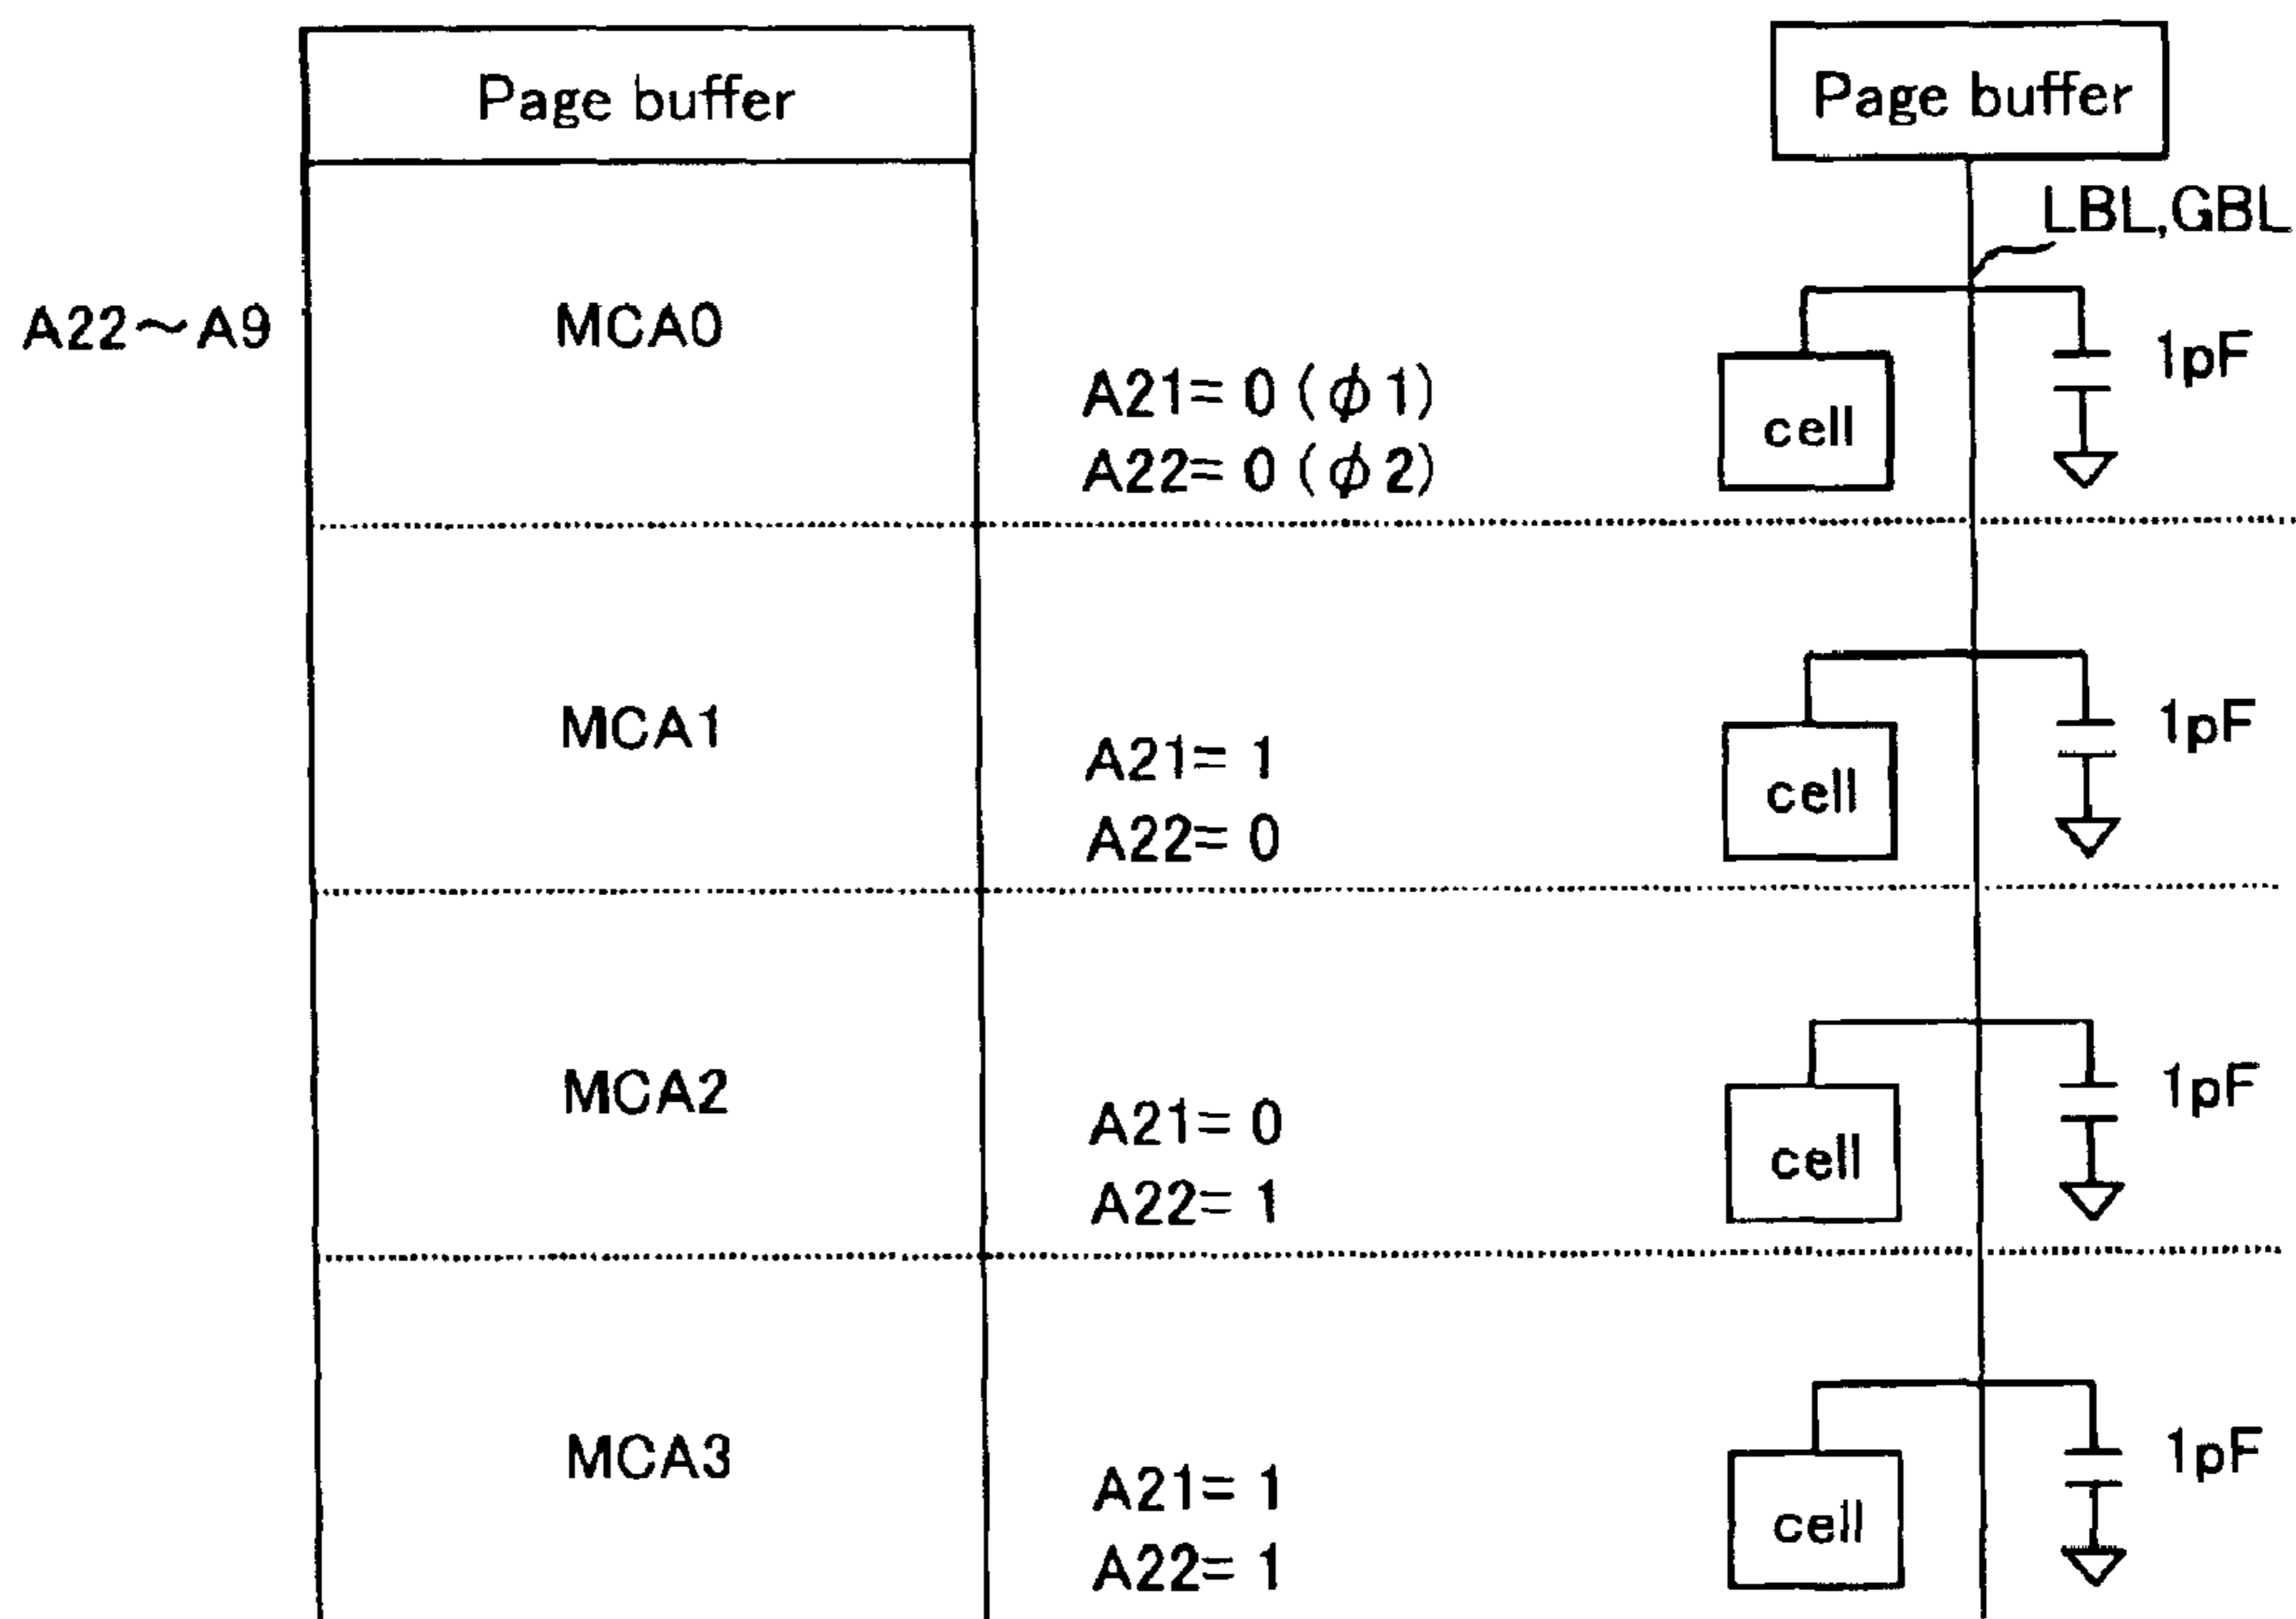 Page buffer
Page buffer
LBL,GBL
A22～A9
MCA0
1pF
A21= 0 (ϕ1)
cell
A22= 0 (ϕ2)
MCA1
1pF
A21= 1
cell
A22= 0
MCA2
1pF
A21= 0
cell
A22= 1
MCA3
1pF
A21= 1
cell
A22= 1